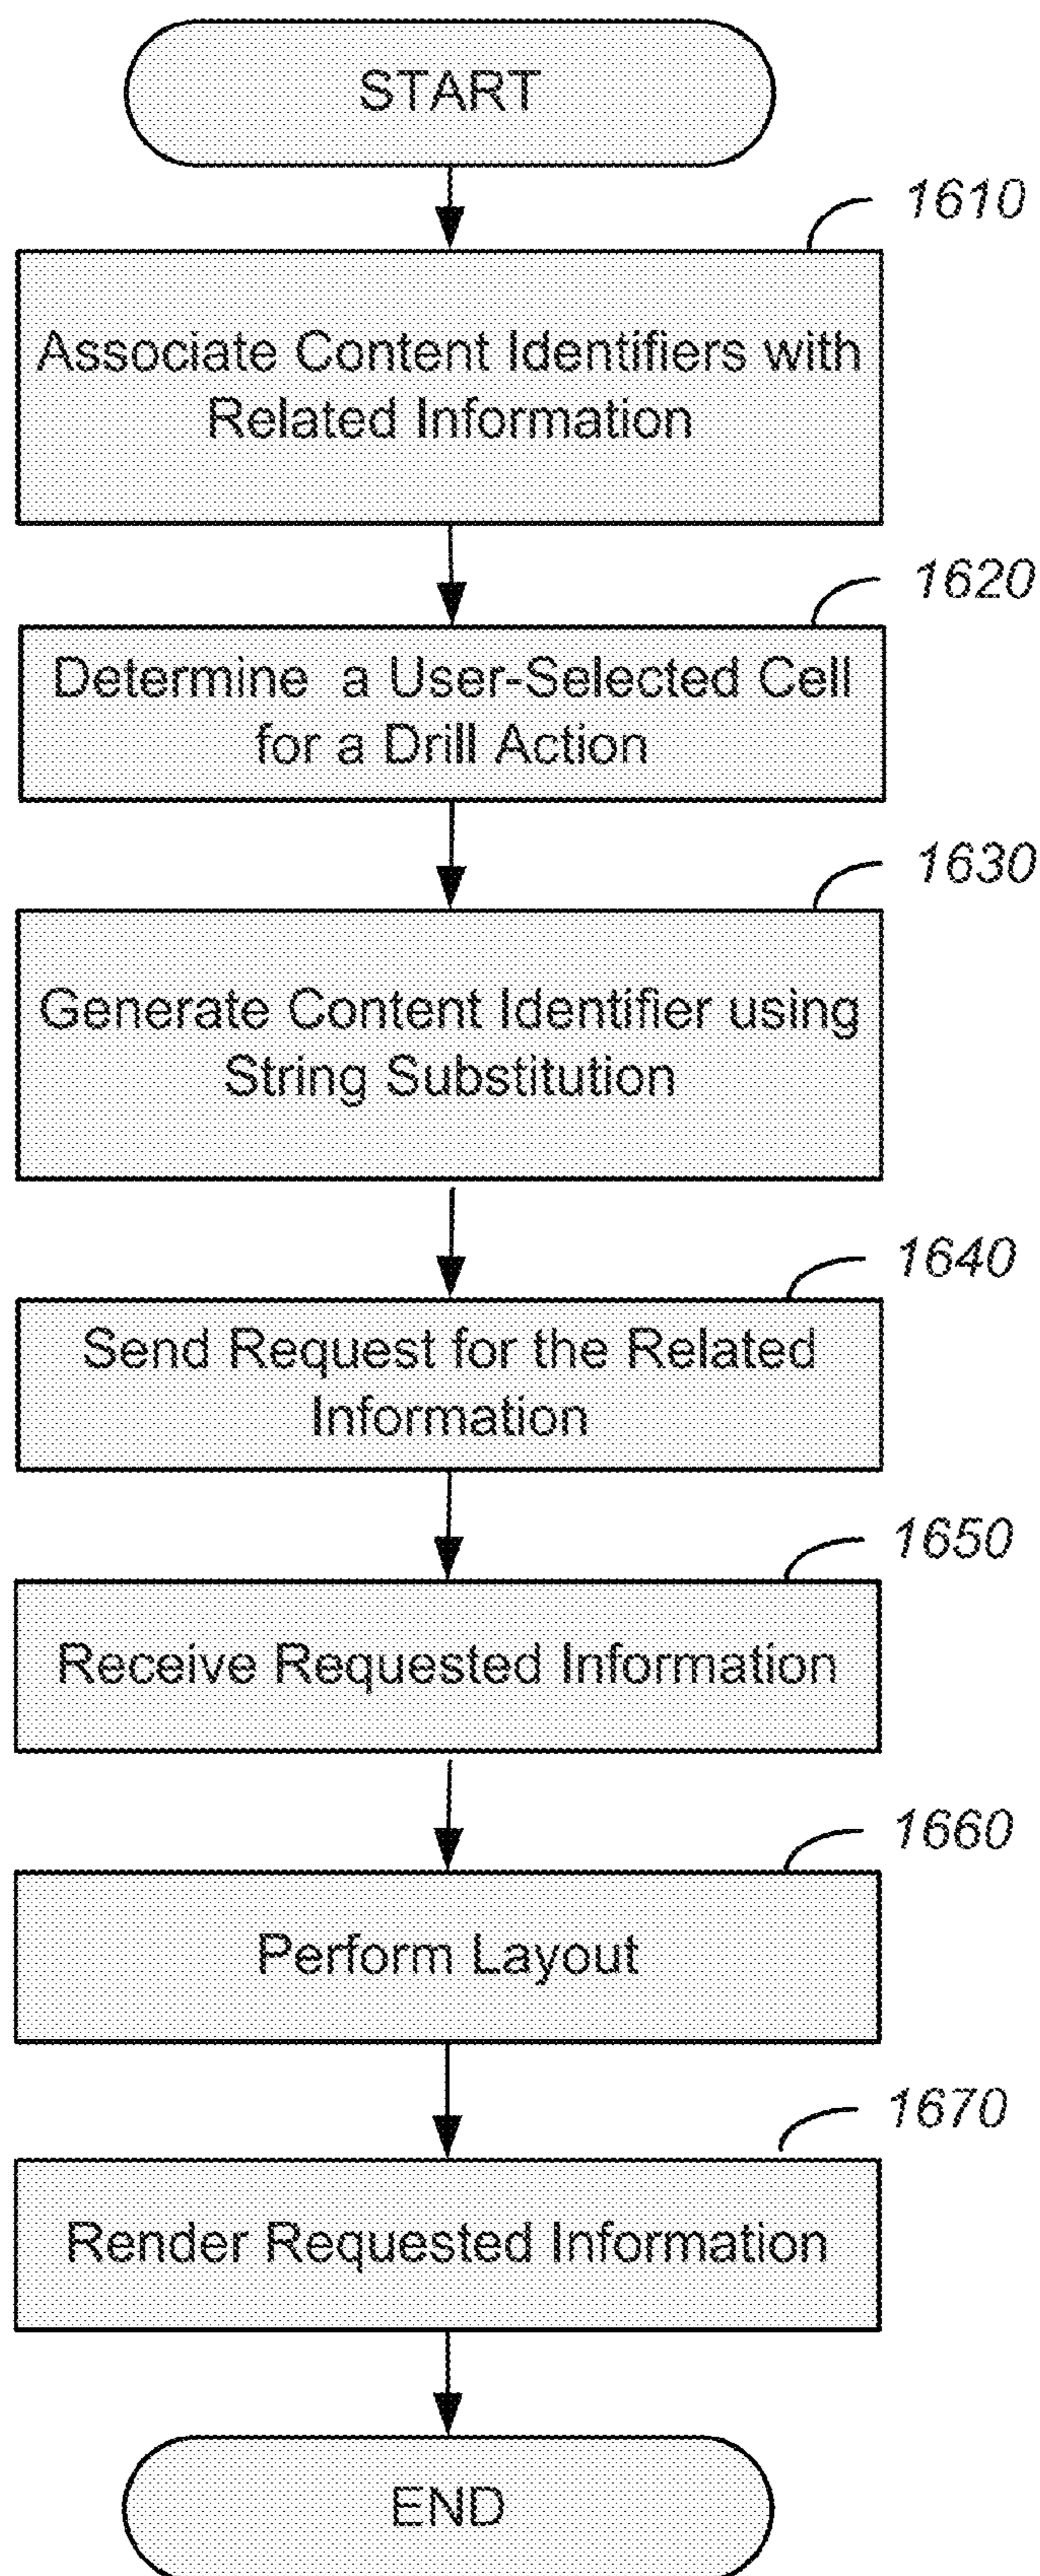 START
1610
Associate Content Identifiers with
Related Information
1620
Determine a User-Selected Cell
for a Drill Action
1630
Generate Content Identifier using
String Substitution
1640
Send Request for the Related
Information
1650
Receive Requested Information
1660
Perform Layout
1670
Render Requested Information
END